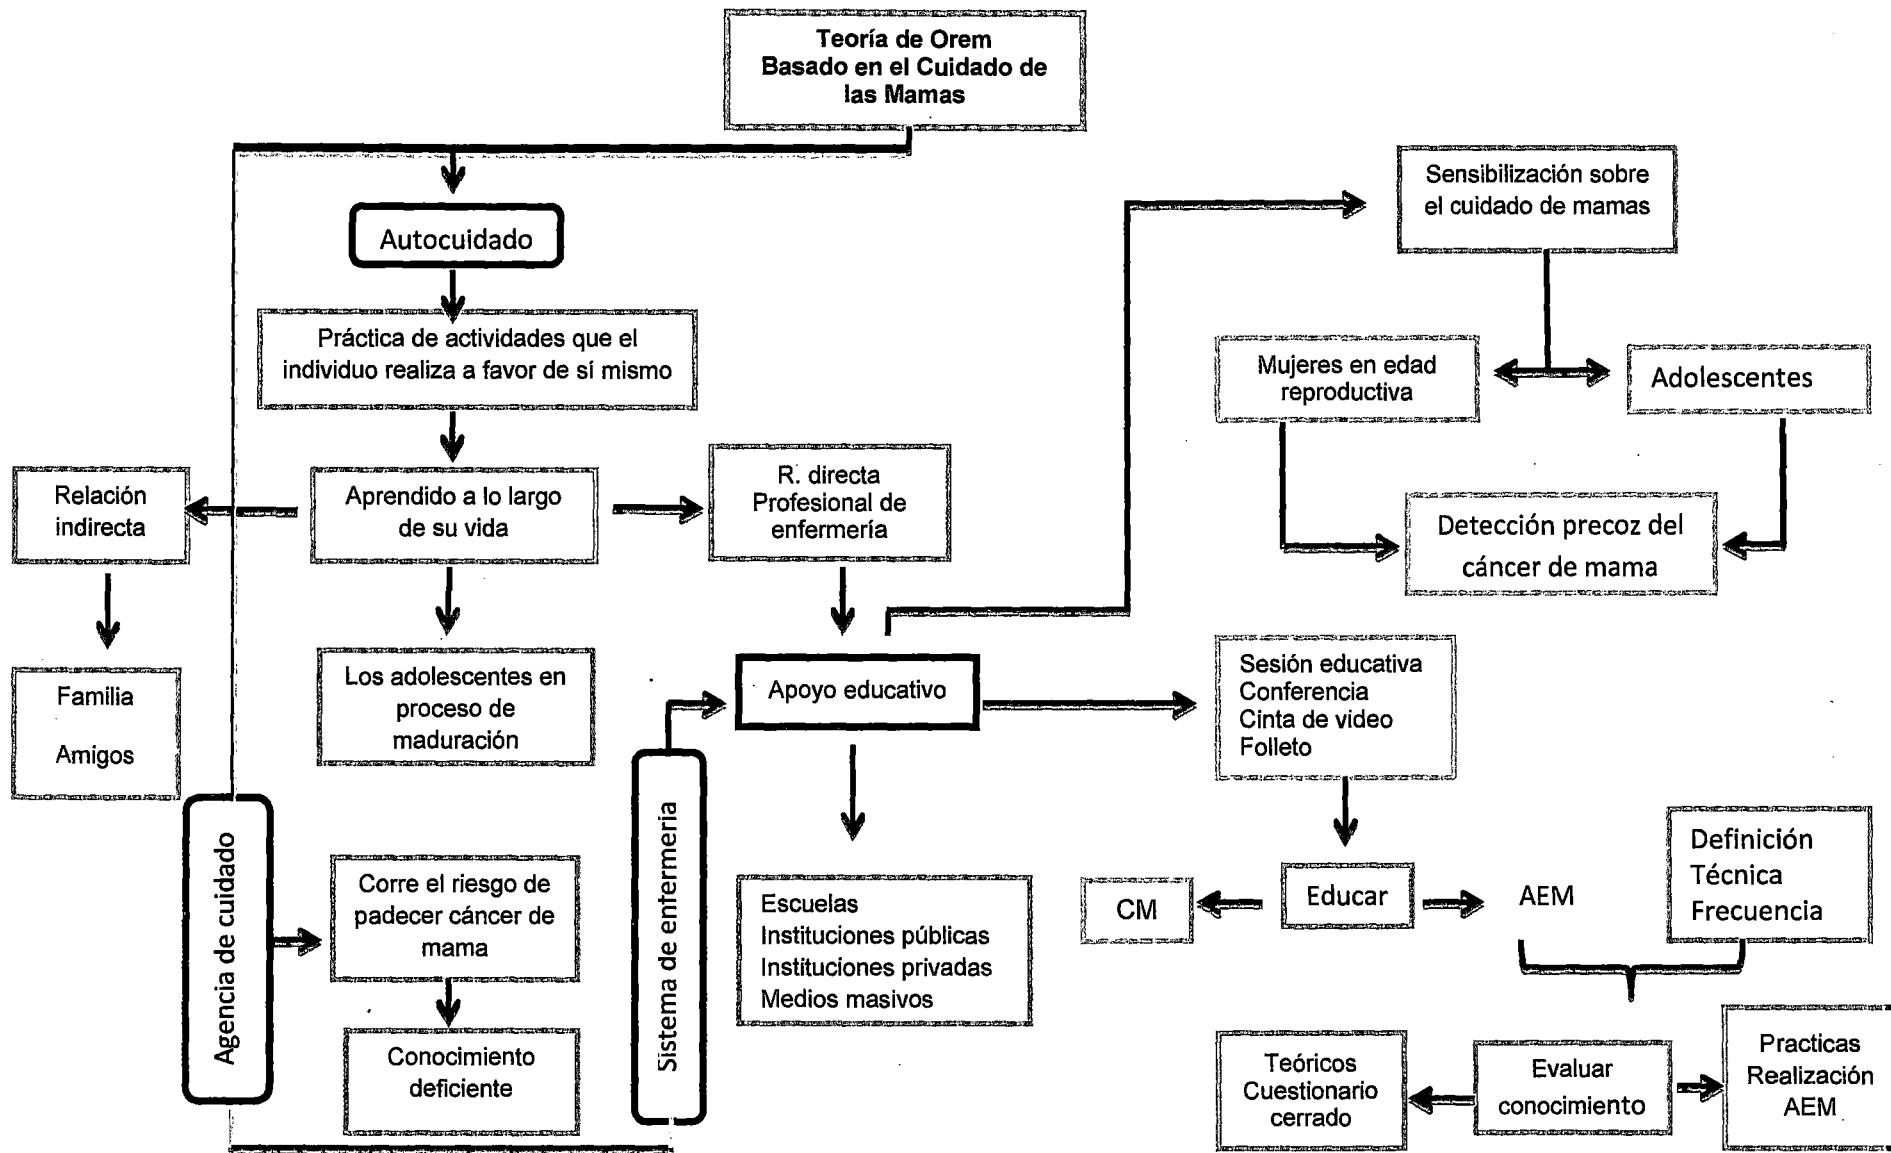 Teoría de Orem
Basado en el Cuidado de
las Mamas
Autocuidado
Práctica de actividades que el
individuo realiza a favor de sí mismo
Relación
indirecta
Aprendido a lo largo
de su vida
R. directa
Profesional de
enfermería
Familia
Amigos
Los adolescentes en
proceso de
maduración
Apoyo educativo
Sensibilización sobre
el cuidado de mamas
Mujeres en edad
reproductiva
Adolescentes
Detección precoz del
cáncer de mama
Sesión educativa
Conferencia
Cinta de video
Folleto
Agencia de cuidado
Corre el riesgo de
padecer cáncer de
mama
Conocimiento
deficiente
Sistema de enfermeria
Escuelas
Instituciones públicas
Instituciones privadas
Medios masivos
CM
Educar
AEM
Definición
Técnica
Frecuencia
Teóricos
Cuestionario
cerrado
Evaluar
conocimiento
Practicas
Realización
AEM